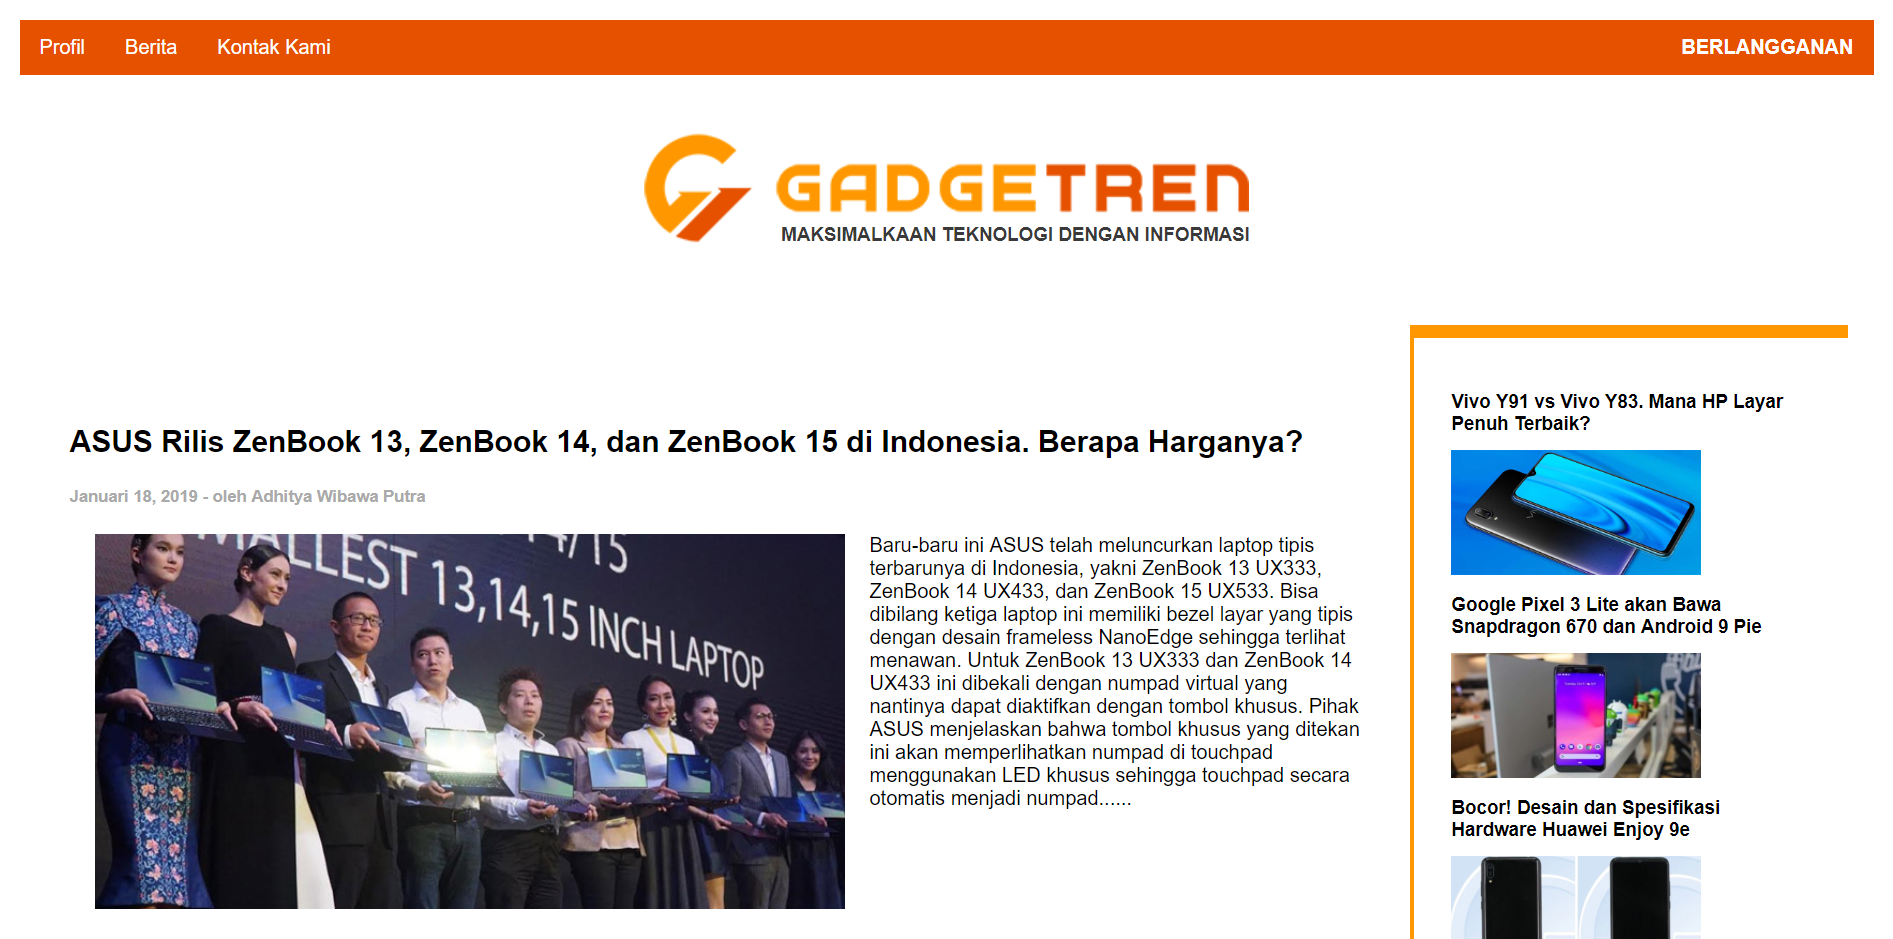 Profil
Berita
Kontak Kami
BERLANGGANAN
GADGETREN
MAKSIMALKAAN TEKNOLOGI DENGAN INFORMASI
ASUS Rilis ZenBook 13, ZenBook 14, dan ZenBook 15 di Indonesia. Berapa Harganya?
Januari 18, 2019 - oleh Adhitya Wibawa Putra
14/15
MALLEST 13,14,15 INCH LAPTOP
Baru-baru ini ASUS telah meluncurkan laptop tipis
terbarunya di Indonesia, yakni ZenBook 13 UX333,
ZenBook 14 UX433, dan ZenBook 15 UX533. Bisa
dibilang ketiga laptop ini memiliki bezel layar yang tipis
dengan desain frameless NanoEdge sehingga terlihat
menawan. Untuk ZenBook 13 UX333 dan ZenBook 14
UX433 ini dibekali dengan numpad virtual yang
nantinya dapat diaktifkan dengan tombol khusus. Pihak
ASUS menjelaskan bahwa tombol khusus yang ditekan
ini akan memperlihatkan numpad di touchpad
menggunakan LED khusus sehingga touchpad secara
otomatis menjadi numpad......
Vivo Y91 vs Vivo Y83. Mana HP Layar
Penuh Terbaik?
Google Pixel 3 Lite akan Bawa
Snapdragon 670 dan Android 9 Pie
Bocor! Desain dan Spesifikasi
Hardware Huawei Enjoy 9e